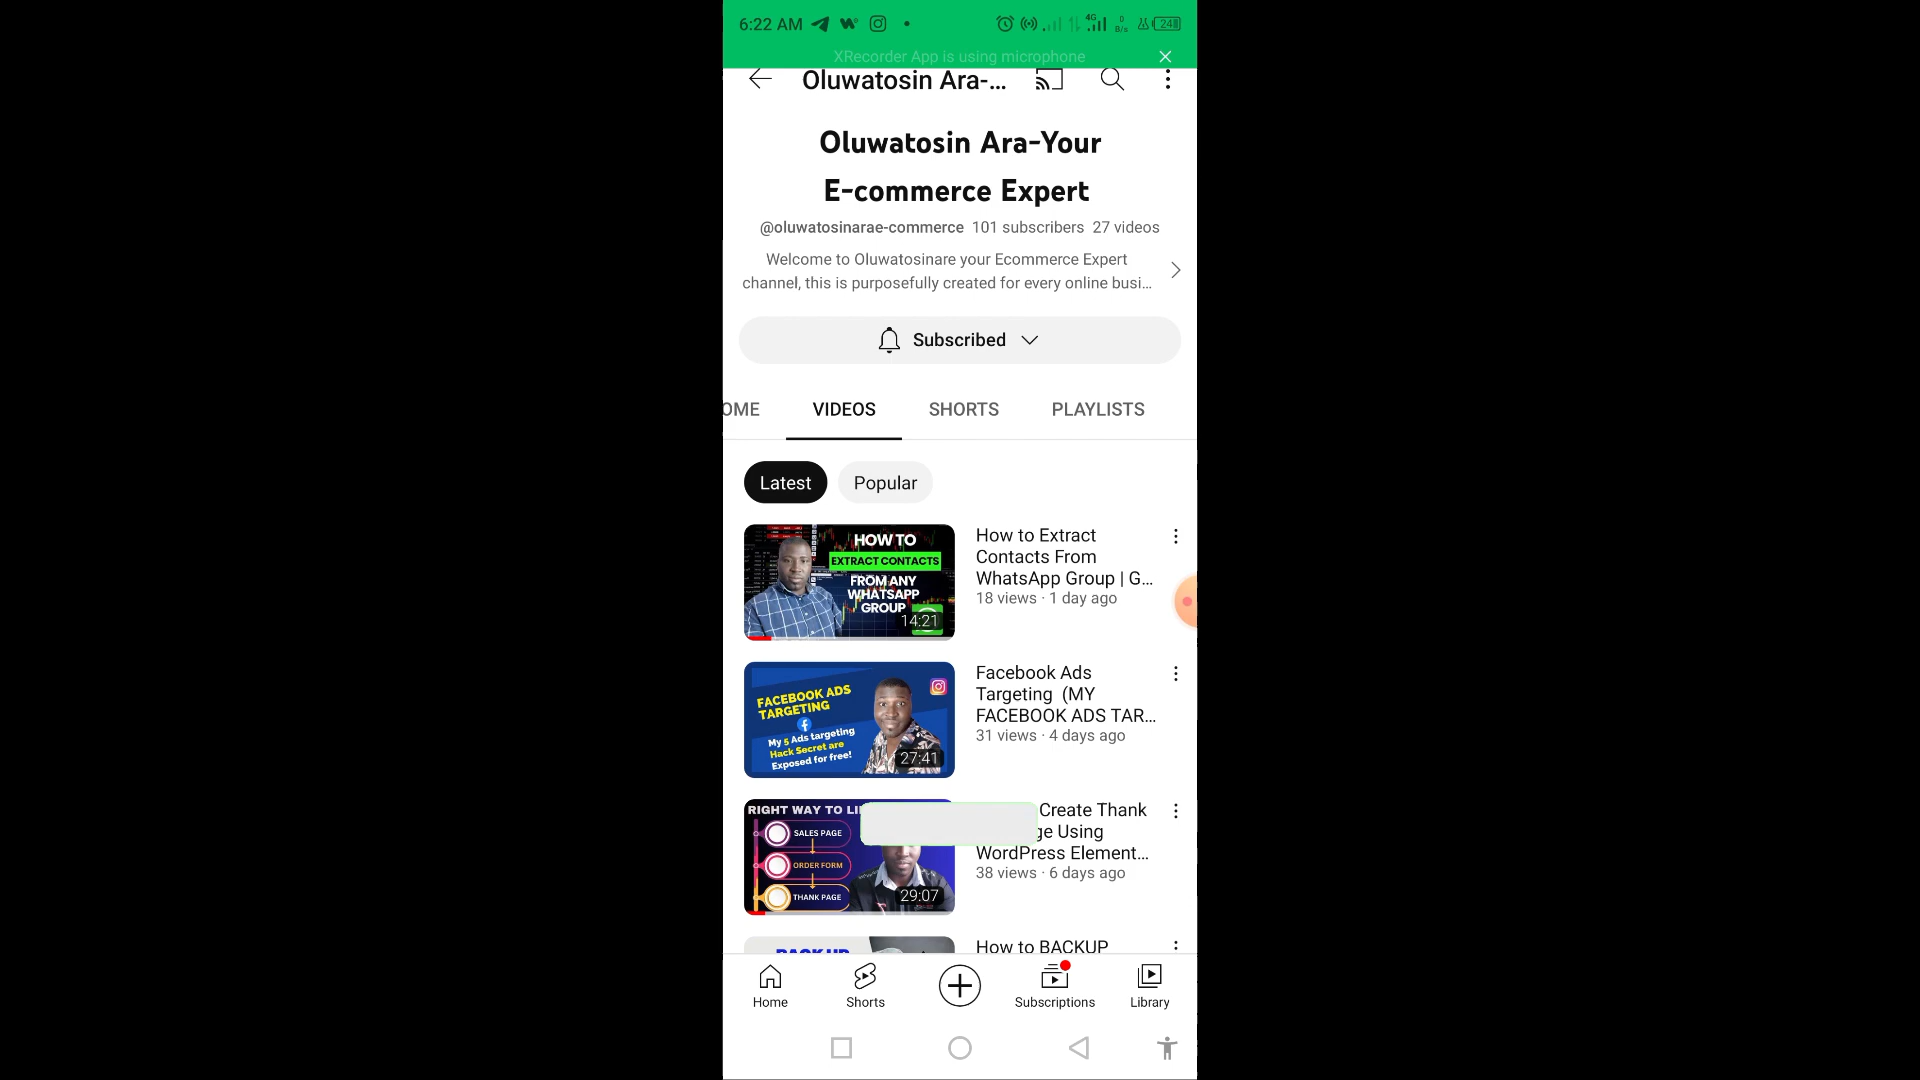 6:22 AM
4G
0
B/s
24
XRecorder App is using microphone
Oluwatosin Ara-...
Oluwatosin Ara-Your
E-commerce Expert
@oluwatosinarae-commerce 101 subscribers 27 videos
Welcome to Oluwatosinare your Ecommerce Expert
channel, this is purposefully created for every online busi...
Subscribed
OME
VIDEOS
SHORTS
PLAYLISTS
Latest
Popular
HOW TO
EXTRACT CONTACTS
FROM ANY
WHATSAPP
GROUP
14:21
How to Extract
Contacts From
WhatsApp Group | G...
18 views · 1 day ago
FACEBOOK ADS
TARGETING
My 5 Ads targeting
Hack Secret are
Exposed for free!
27:41
Facebook Ads
Targeting (MY
FACEBOOK ADS TAR...
31 views · 4 days ago
RIGHT WAY TO LI
SALES PAGE
ORDER FORM
THANK PAGE
29:07
Create Thank
ge Using
WordPress Element...
38 views · 6 days ago
BACK UP
How to BACKUP
Home
Shorts
Subscriptions
Library